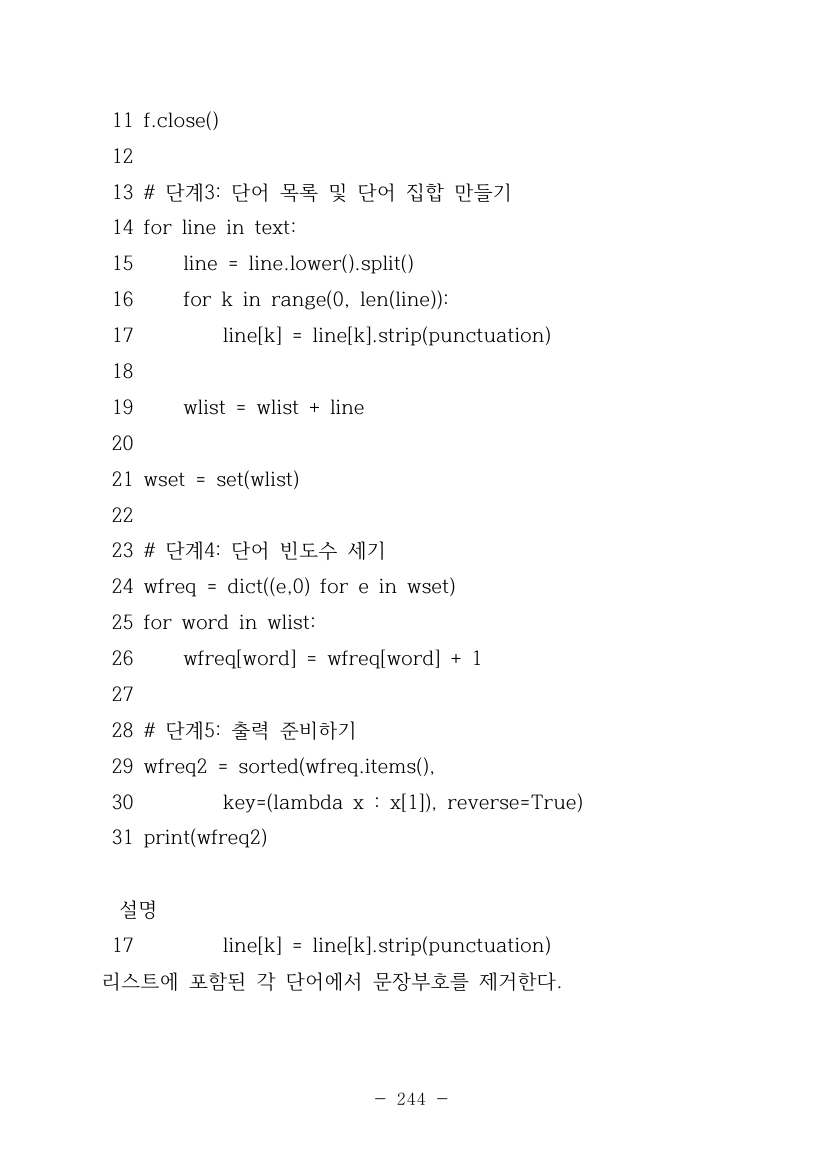 11 f.close()
12
13 # 단계3: 단어 목록 및 단어 집합 만들기
14 for line in text:
15    line = line.lower().split()
16    for k in range(0, len(line)):
17        line[k] = line[k].strip(punctuation)
18
19    wlist = wlist + line
20
21 wset = set(wlist)
22
23 # 단계4: 단어 빈도수 세기
24 wfreq = dict((e,0) for e in wset)
25 for word in wlist:
26    wfreq[word] = wfreq[word] + 1
27
28 # 단계5: 출력 준비하기
29 wfreq2 = sorted(wfreq.items(),
30        key=(lambda x : x[1]), reverse=True)
31 print(wfreq2)
설명
17        line[k] = line[k].strip(punctuation)
리스트에 포함된 각 단어에서 문장부호를 제거한다.
- 244 -